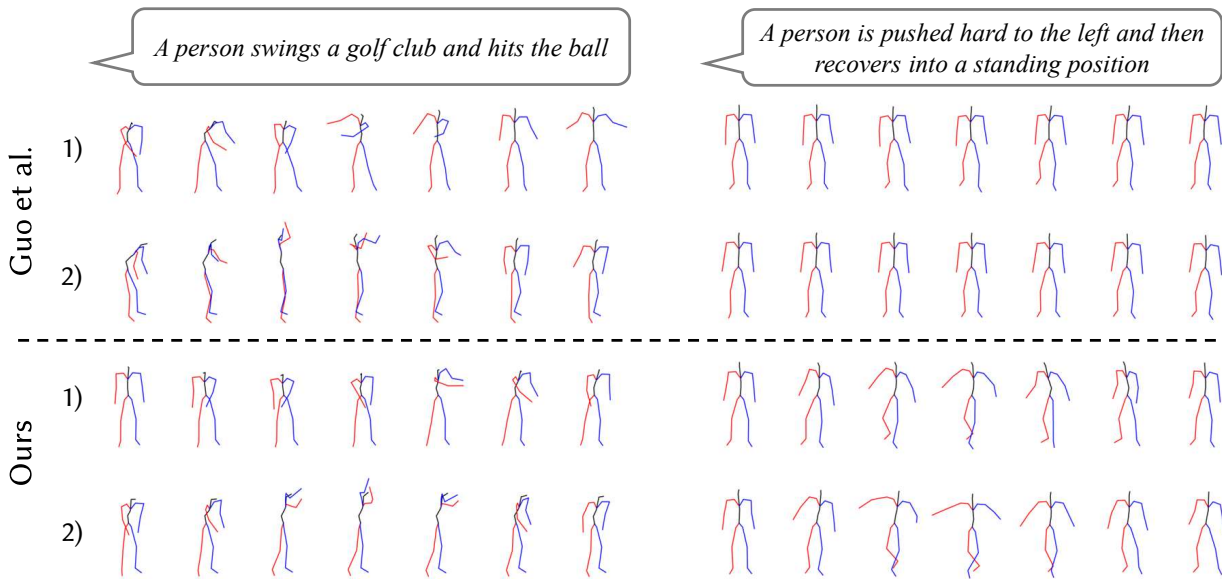 A person swings a golf club and hits the ball
A person is pushed hard to the left and then
recovers into a standing position
Guo et al.
1)
2)
Ours
1)
2)